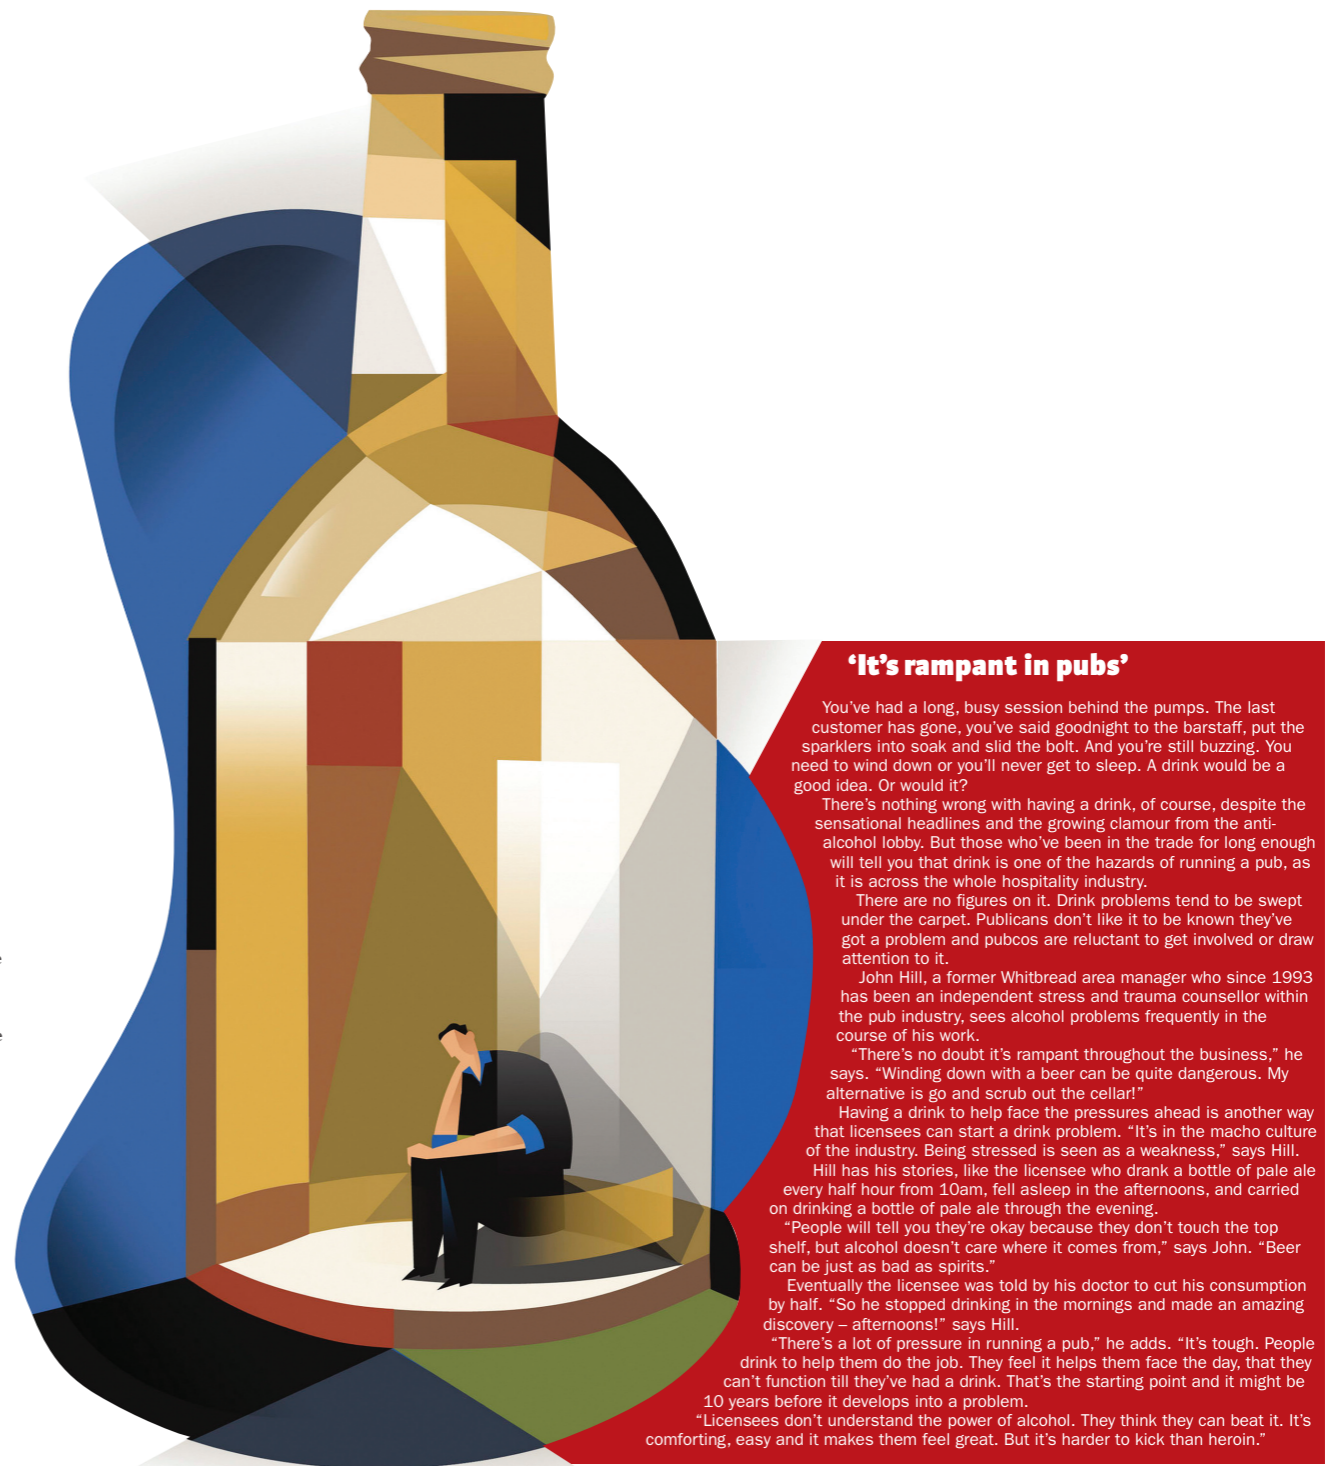 ‘It’s rampant in pubs’
You’ve had a long, busy session behind the pumps. The last
customer has gone, you’ve said goodnight to the barstaff, put the
sparklers into soak and slid the bolt. And you’re still buzzing. You
need to wind down or you’ll never get to sleep. A drink would be a
good idea. Or would it?
There’s nothing wrong with having a drink, of course, despite the
sensational headlines and the growing clamour from the anti-
alcohol lobby. But those who’ve been in the trade for long enough
will tell you that drink is one of the hazards of running a pub, as
it is across the whole hospitality industry.
There are no figures on it. Drink problems tend to be swept
under the carpet. Publicans don’t like it to be known they’ve
got a problem and pubcos are reluctant to get involved or draw
attention to it.
John Hill, a former Whitbread area manager who since 1993
has been an independent stress and trauma counsellor within
the pub industry, sees alcohol problems frequently in the
course of his work.
“There’s no doubt it’s rampant throughout the business,” he
says. “Winding down with a beer can be quite dangerous. My
alternative is go and scrub out the cellar!”
Having a drink to help face the pressures ahead is another way
that licensees can start a drink problem. “It’s in the macho culture
of the industry. Being stressed is seen as a weakness,” says Hill.
Hill has his stories, like the licensee who drank a bottle of pale ale
every half hour from 10am, fell asleep in the afternoons, and carried
on drinking a bottle of pale ale through the evening.
“People will tell you they’re okay because they don’t touch the top
shelf, but alcohol doesn’t care where it comes from,” says John. “Beer
can be just as bad as spirits.”
Eventually the licensee was told by his doctor to cut his consumption
by half. “So he stopped drinking in the mornings and made an amazing
discovery – afternoons!” says Hill.
“There’s a lot of pressure in running a pub,” he adds. “It’s tough. People
drink to help them do the job. They feel it helps them face the day, that they
can’t function till they’ve had a drink. That’s the starting point and it might be
10 years before it develops into a problem.
“Licensees don’t understand the power of alcohol. They think they can beat it. It’s
comforting, easy and it makes them feel great. But it’s harder to kick than heroin.”